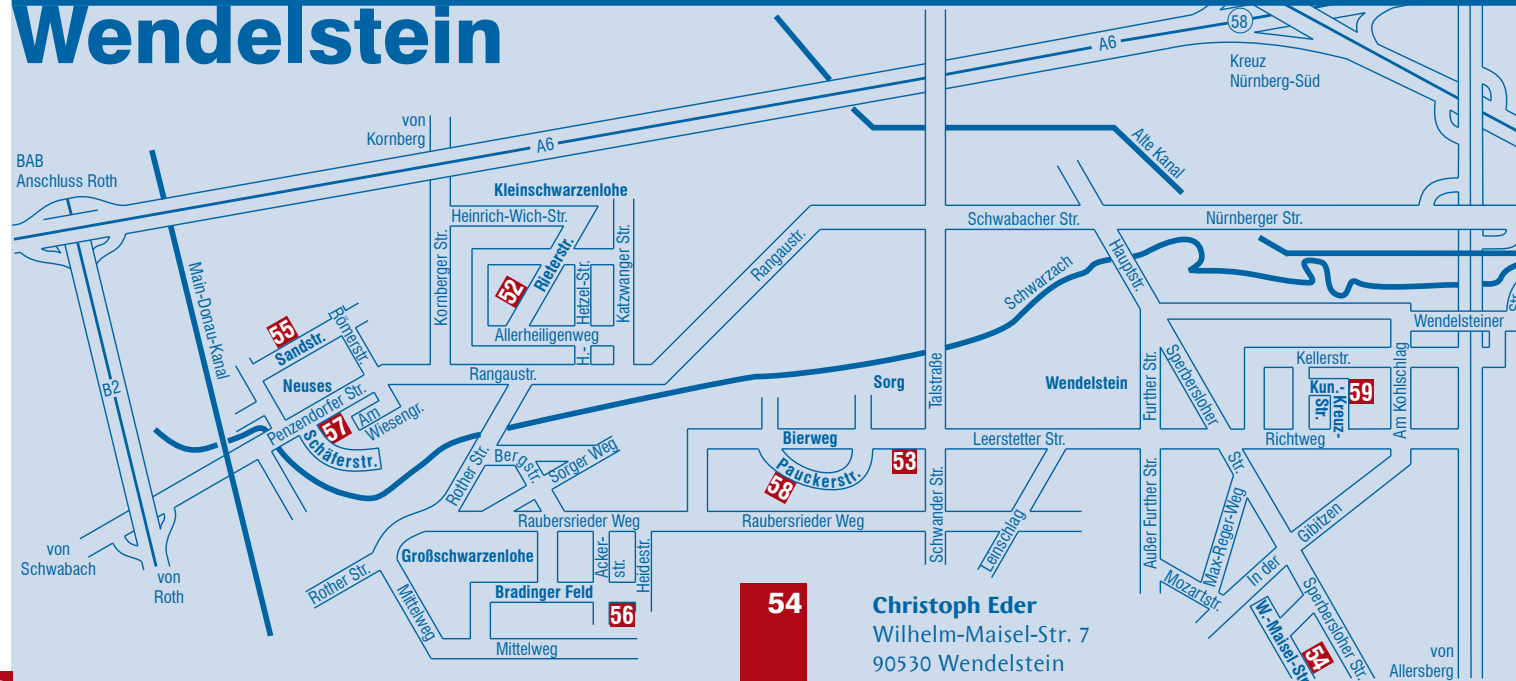 Wendelstein
58
A6
Kreuz
Nürnberg-Süd
von
Kornberg
A6
BAB
Anschluss Roth
Alte Kanal
Kleinschwarzenlohe
Heinrich-Wich-Str.
Schwabacher Str.
Nürnberger Str.
Main-Donau-Kanal
Kornberger Str.
Rieterstr.
52
Hetzel-Str.
H.-
Katzwanger Str.
Allerheiligenweg
Rangaustr.
Schwarzach
Hauptstr.
Wendelsteiner
55
Sandstr.
Römerstr.
B2
Neuses
Rangaustr.
Penzendorfer Str.
57
Am
Wiesengr.
Schäferstr.
Sorg
Talstraße
Wendelstein
Further Str.
Sperbersloher
Kellerstr.
Kun.-
Kreuz-
Str.
59
Am Kohlschlag
Bierweg
Leerstetter Str.
Richtweg
Rother Str.
Bergstr.
Sorger Weg
Pauckerstr.
58
53
Str.
Raubersrieder Weg
Raubersrieder Weg
Schwander Str.
Leinschlag
Außer Further Str.
Max-Reger-Weg
Gibitzen
In der
von
Schwabach
von
Roth
Großschwarzenlohe
Acker-
str.
Heidestr.
Rother Str.
Mittelweg
Bradinger Feld
56
Mittelweg
Mozartstr.
W.-Maisel-Str
54
Sperbersloher Str.
von
Allersberg
54
Christoph Eder
Wilhelm-Maisel-Str. 7
90530 Wendelstein